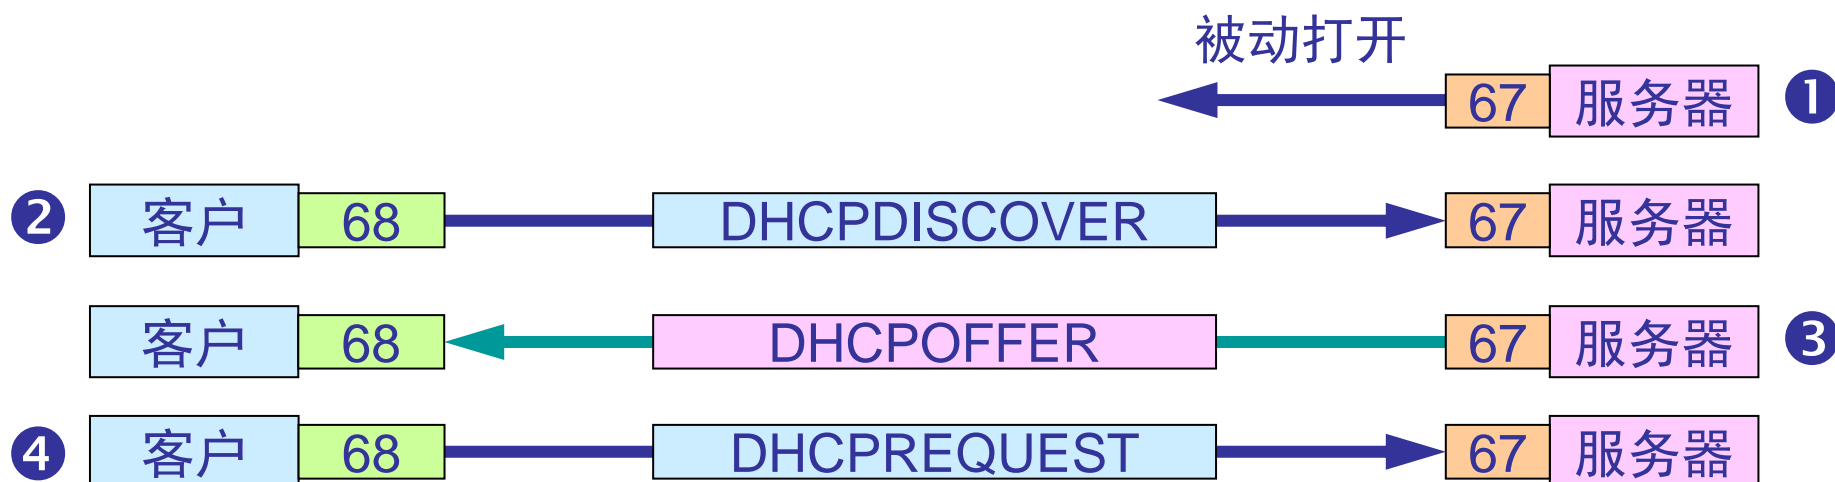 被动打开
67 服务器 ❶
❷ 客户 68 DHCPDISCOVER 67 服务器
客户 68 DHCPOFFER 67 服务器 ❸
❹ 客户 68 DHCPREQUEST 67 服务器